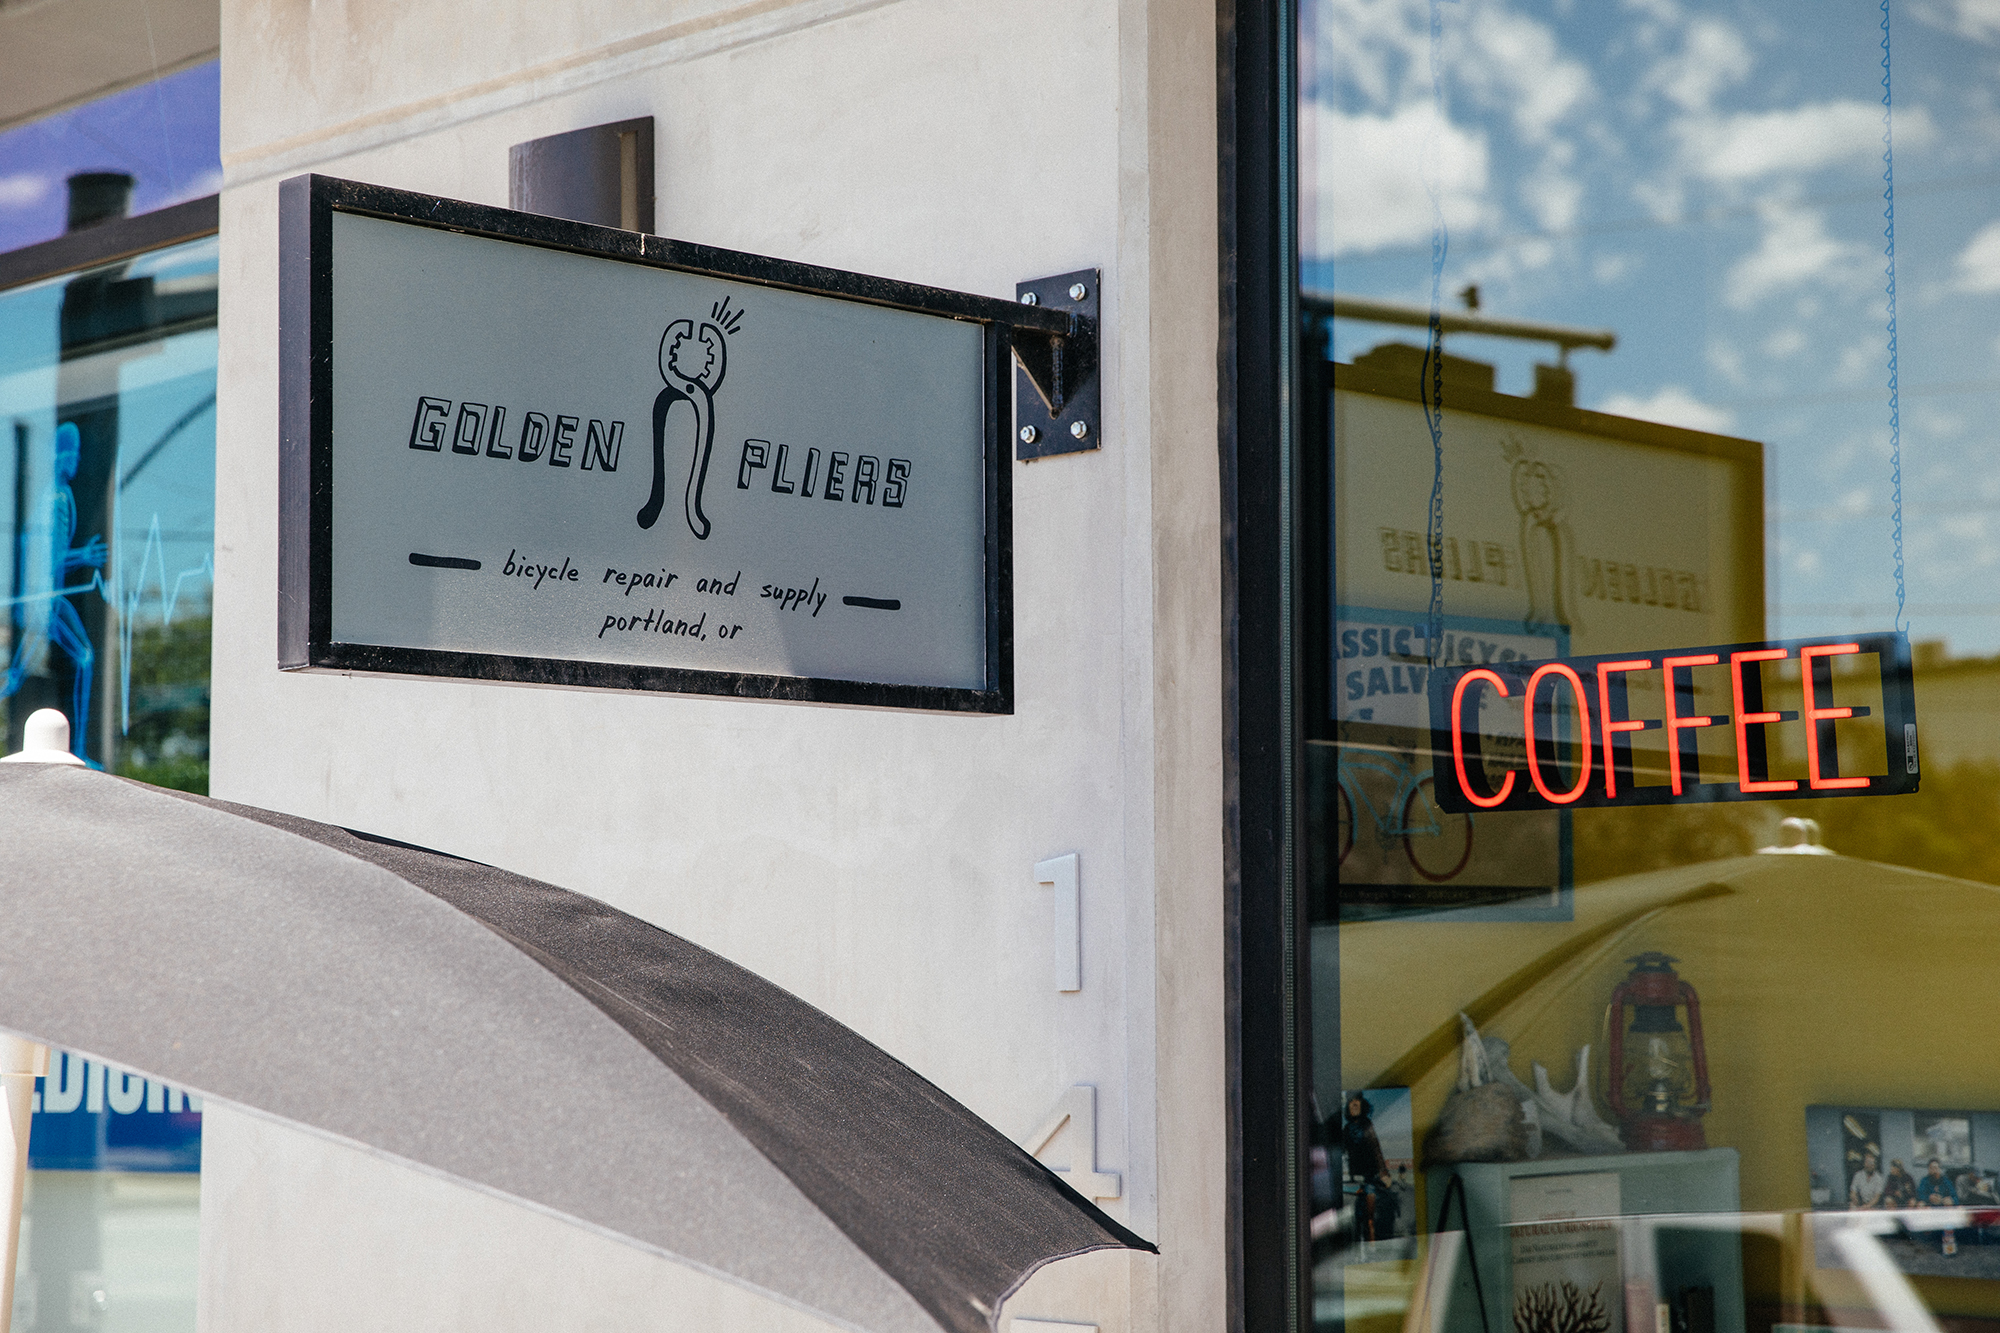 GOLDEN PLIERS
bicycle repair and supply
portland, or
COFFEE
1
4